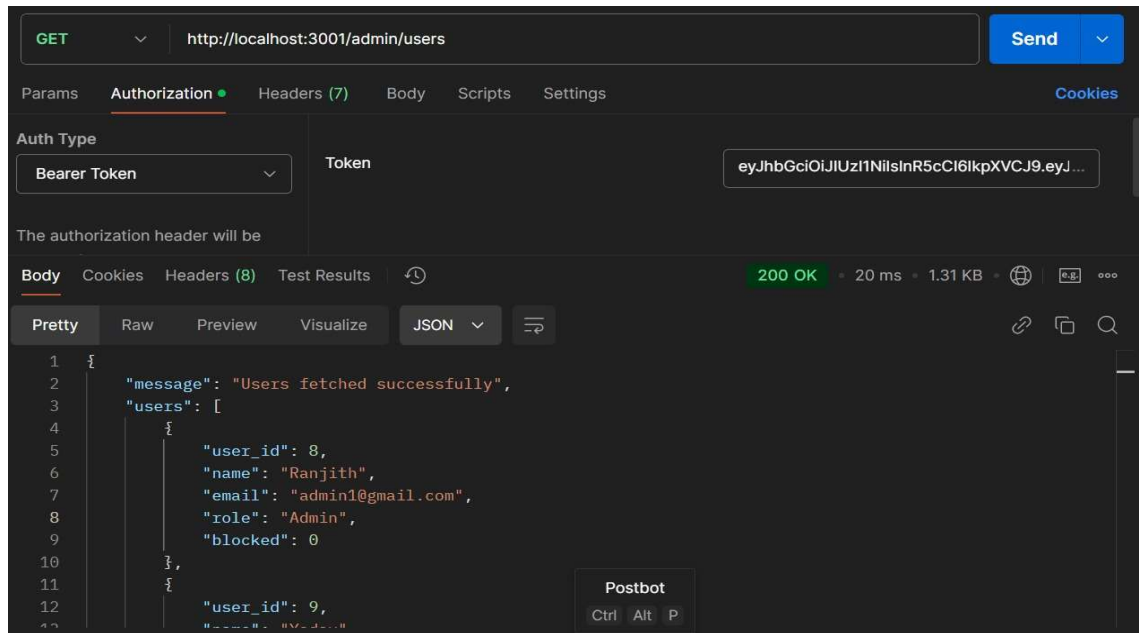 GET http://localhost:3001/admin/users Send
Params Authorization Headers (7) Body Scripts Settings Cookies
Auth Type
Bearer Token
Token
eyJhbGciOiJIUzI1NiIsInR5cCI6IkpXVCJ9.eyJ...
The authorization header will be
Body Cookies Headers (8) Test Results 200 OK 20 ms 1.31 KB e.g.
Pretty Raw Preview Visualize JSON
1 {
2 "message": "Users fetched successfully",
3 "users": [
4 {
5 "user_id": 8,
6 "name": "Ranjith",
7 "email": "admin1@gmail.com",
8 "role": "Admin",
9 "blocked": 0
10 },
11 {
12 "user_id": 9,
Postbot
Ctrl Alt P